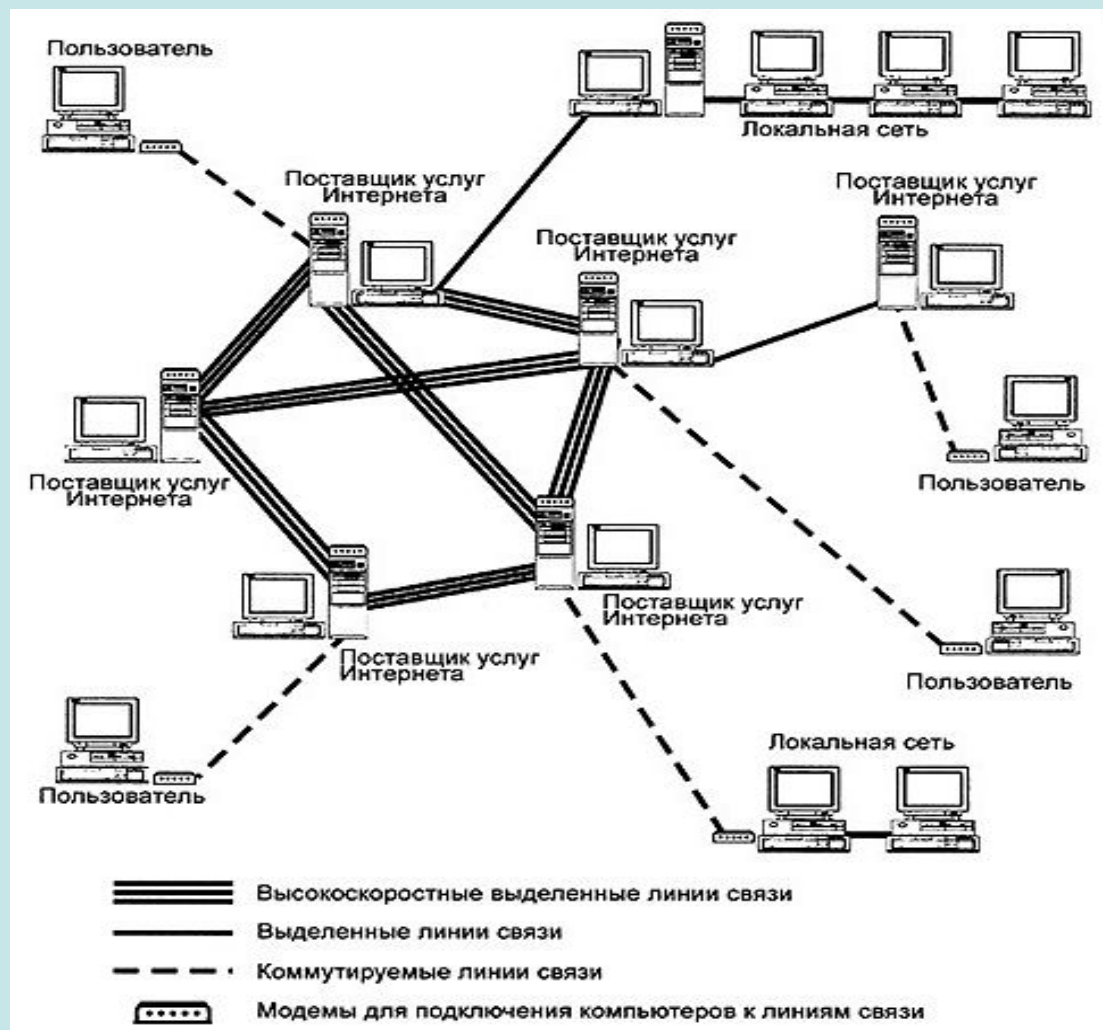 Пользователь
Локальная сеть
Поставщик услуг
Интернета
Поставщик услуг
Интернета
Поставщик услуг
Интернета
Поставщик услуг
Интернета
Пользователь
Поставщик услуг
Интернета
Поставщик услуг
Интернета
Пользователь
Пользователь
Локальная сеть
Высокоскоростные выделенные линии связи
Выделенные линии связи
Коммутируемые линии связи
Модемы для подключения компьютеров к линиям связи